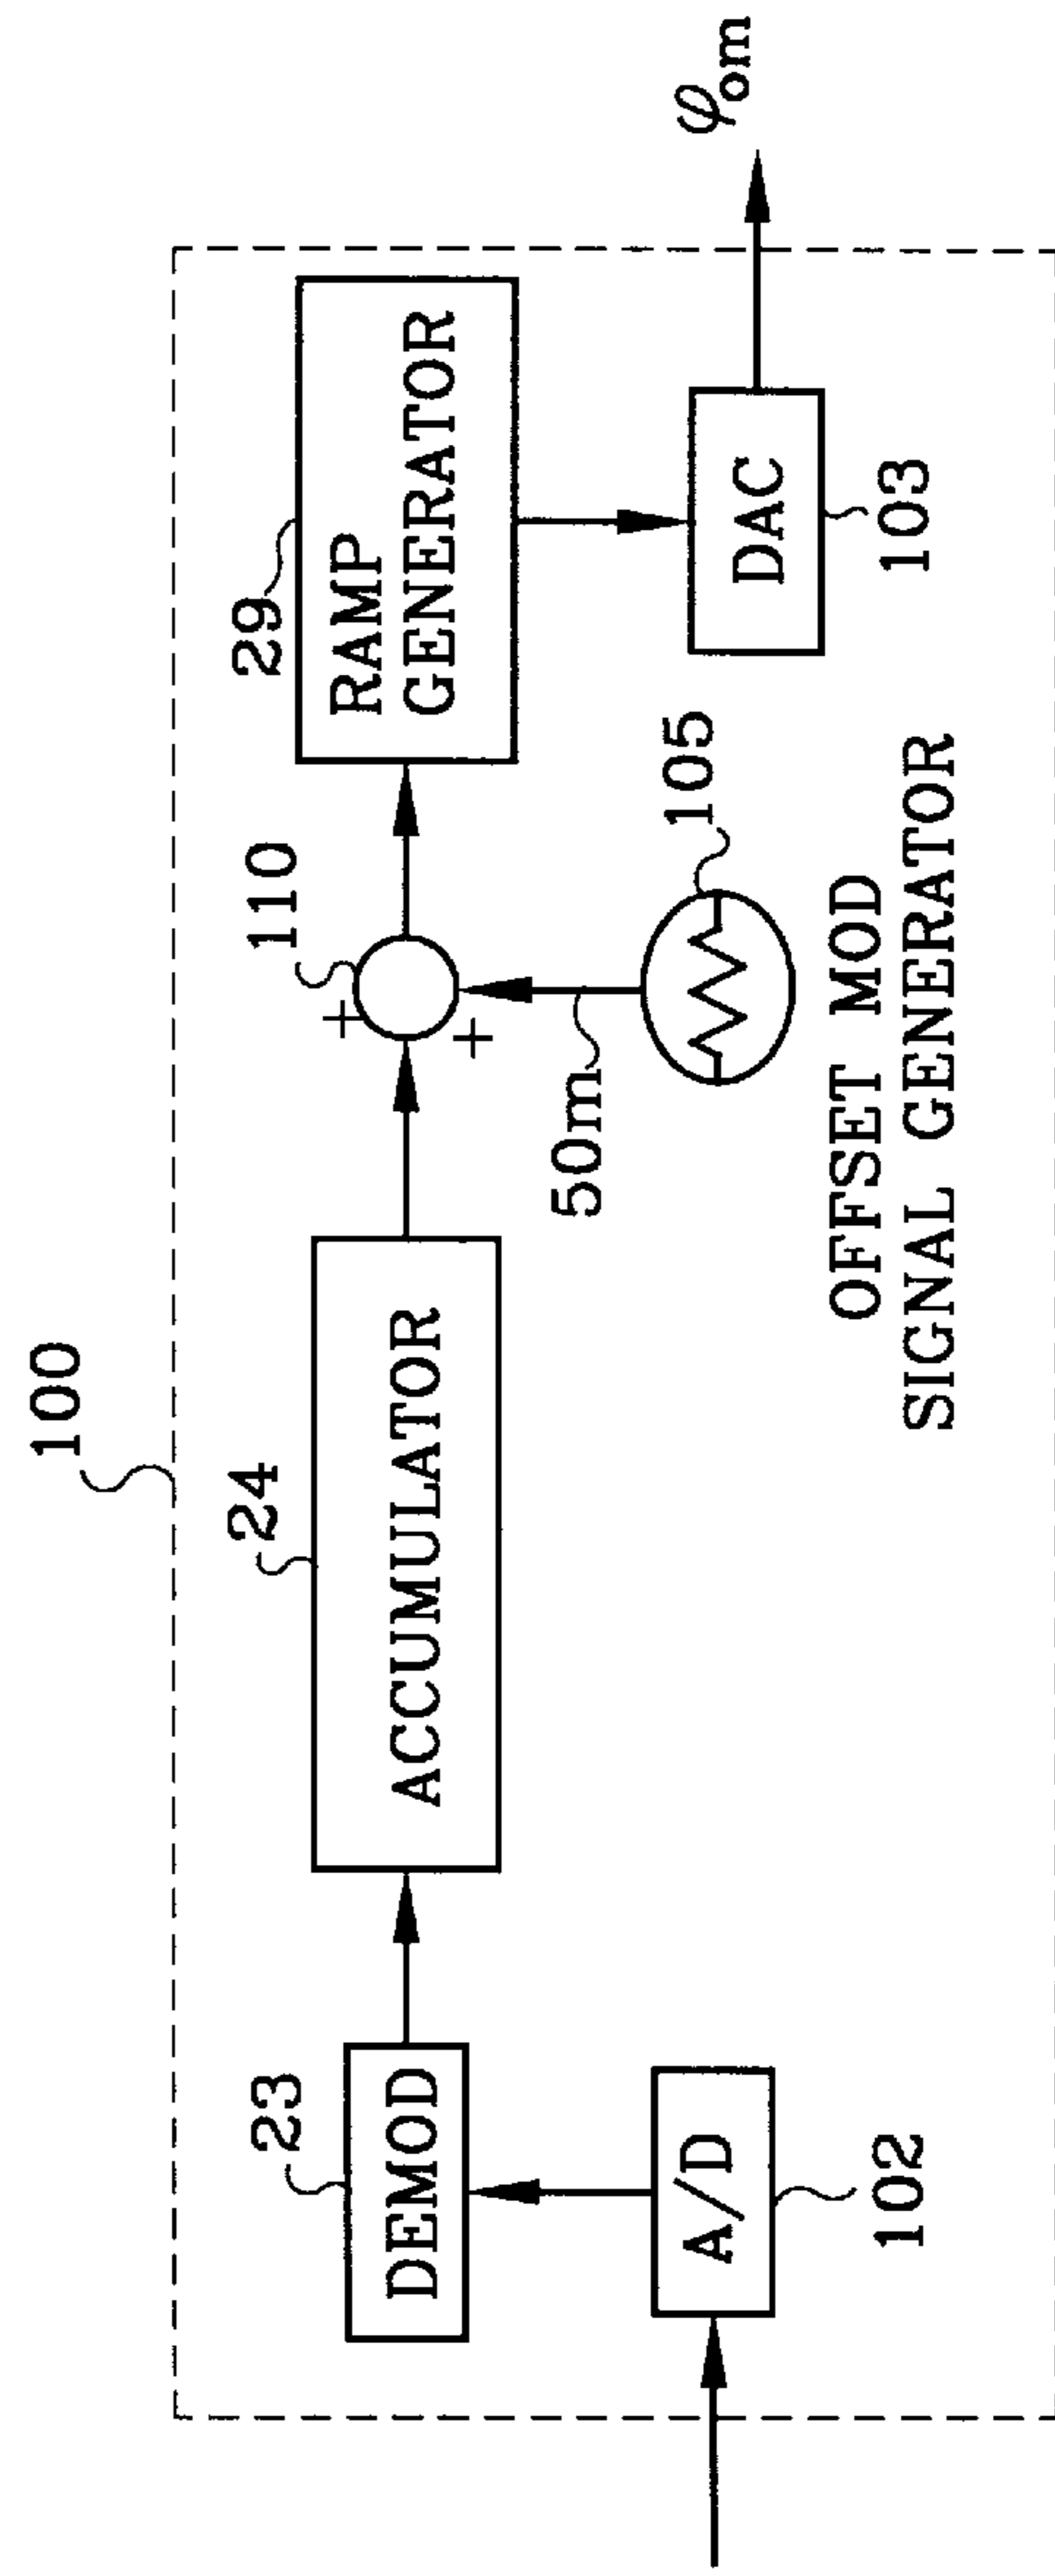 100
29
RAMP
GENERATOR
110
24
ACCUMULATOR
23
DEMOD
+
+
50m
105
A/D
102
DAC
103
OFFSET MOD
SIGNAL GENERATOR
φom